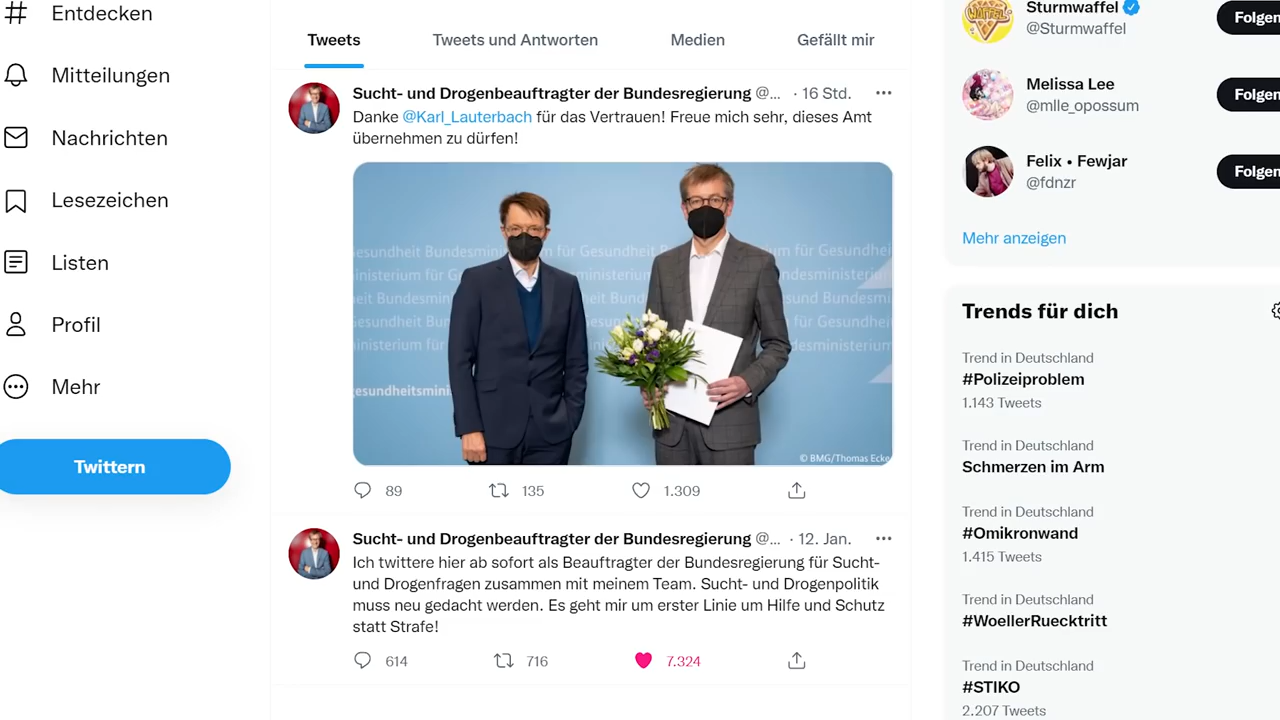 Entdecken
Mitteilungen
Nachrichten
Lesezeichen
Listen
Profil
Mehr
Twittern
Tweets
Tweets und Antworten
Medien
Gefällt mir
Sucht- und Drogenbeauftragter der Bundesregierung @... · 16 Std.
Danke @Karl_Lauterbach für das Vertrauen! Freue mich sehr, dieses Amt
übernehmen zu dürfen!
esundheit Bundesmin für Gesundheit Bundesministerium für Gesundheit
© BMG/Thomas Ecke
89
135
1.309
Sucht- und Drogenbeauftragter der Bundesregierung @... · 12. Jan.
Ich twittere hier ab sofort als Beauftragter der Bundesregierung für Sucht-
und Drogenfragen zusammen mit meinem Team. Sucht- und Drogenpolitik
muss neu gedacht werden. Es geht mir um erster Linie um Hilfe und Schutz
statt Strafe!
614
716
7.324
Sturmwaffel
@Sturmwaffel
Folgen
Melissa Lee
@mlle_opossum
Folgen
Felix • Fewjar
@fdnzr
Folgen
Mehr anzeigen
Trends für dich
Trend in Deutschland
#Polizeiproblem
1.143 Tweets
Trend in Deutschland
Schmerzen im Arm
Trend in Deutschland
#Omikronwand
1.415 Tweets
Trend in Deutschland
#WoellerRuecktritt
Trend in Deutschland
#STIKO
2.207 Tweets